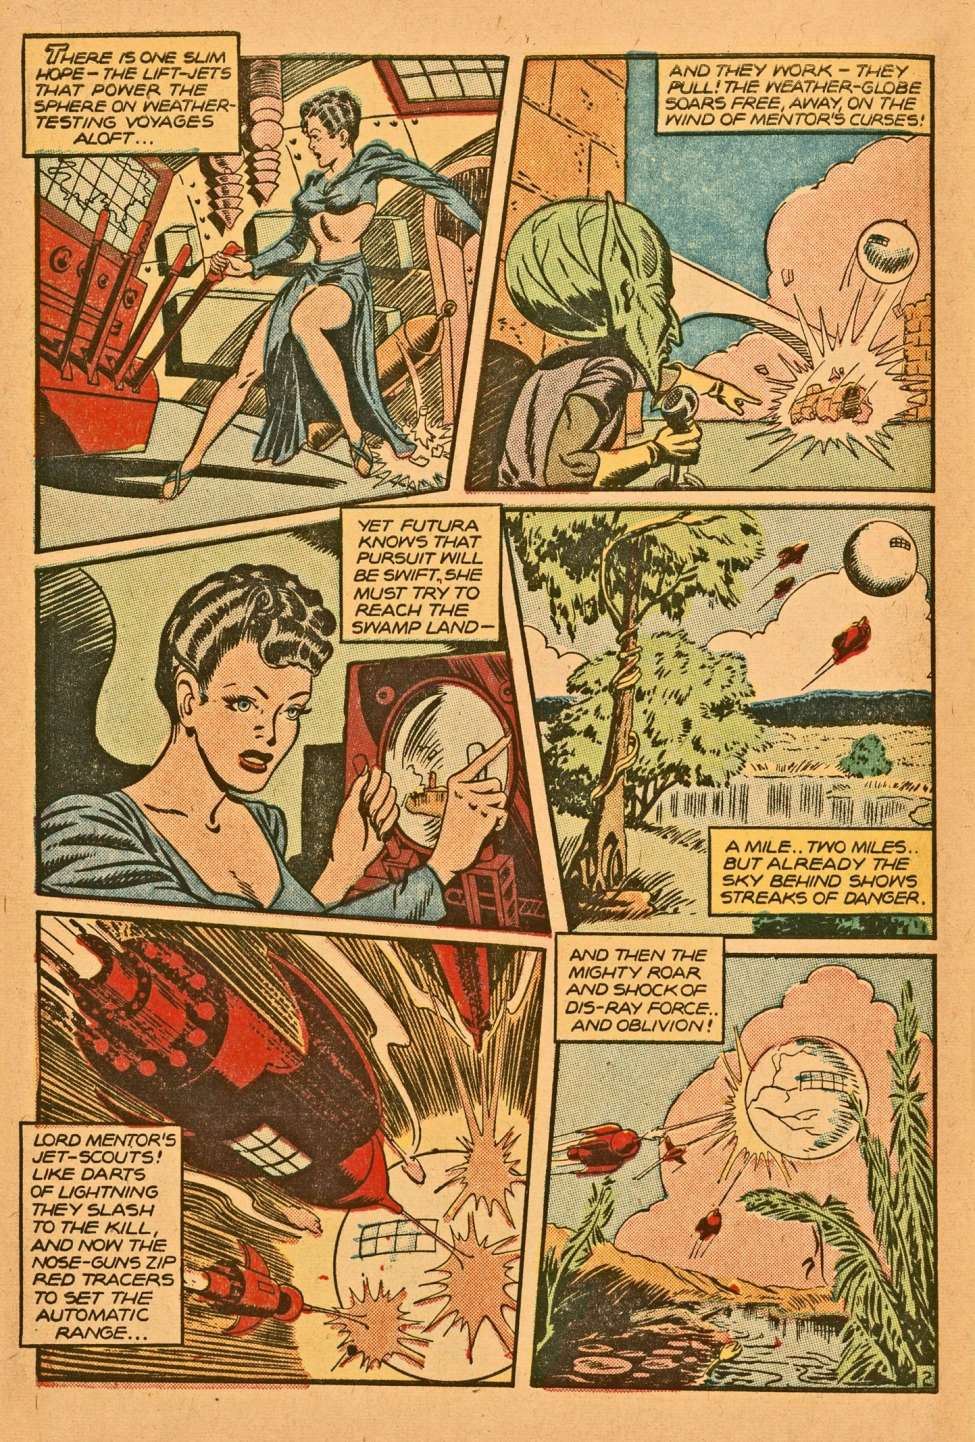 THERE IS ONE SLIM
HOPE — THE LIFT-JETS
THAT POWER THE
SPHERE ON WEATHER-
TESTING VOYAGES
ALOFT...
AND THEY WORK — THEY
PULL! THE WEATHER-GLOBE
SOARS FREE, AWAY, ON THE
WIND OF MENTOR'S CURSES!
YET FUTURA
KNOWS THAT
PURSUIT WILL
BE SWIFT. SHE
MUST TRY TO
REACH THE
SWAMP LAND —
A MILE.. TWO MILES..
BUT ALREADY THE
SKY BEHIND SHOWS
STREAKS OF DANGER.
LORD MENTOR'S
JET-SCOUTS!
LIKE DARTS
OF LIGHTNING
THEY SLASH
TO THE KILL,
AND NOW THE
NOSE-GUNS ZIP
RED TRACERS
TO SET THE
AUTOMATIC
RANGE...
AND THEN THE
MIGHTY ROAR
AND SHOCK OF
DIS-RAY FORCE..
AND OBLIVION!
2